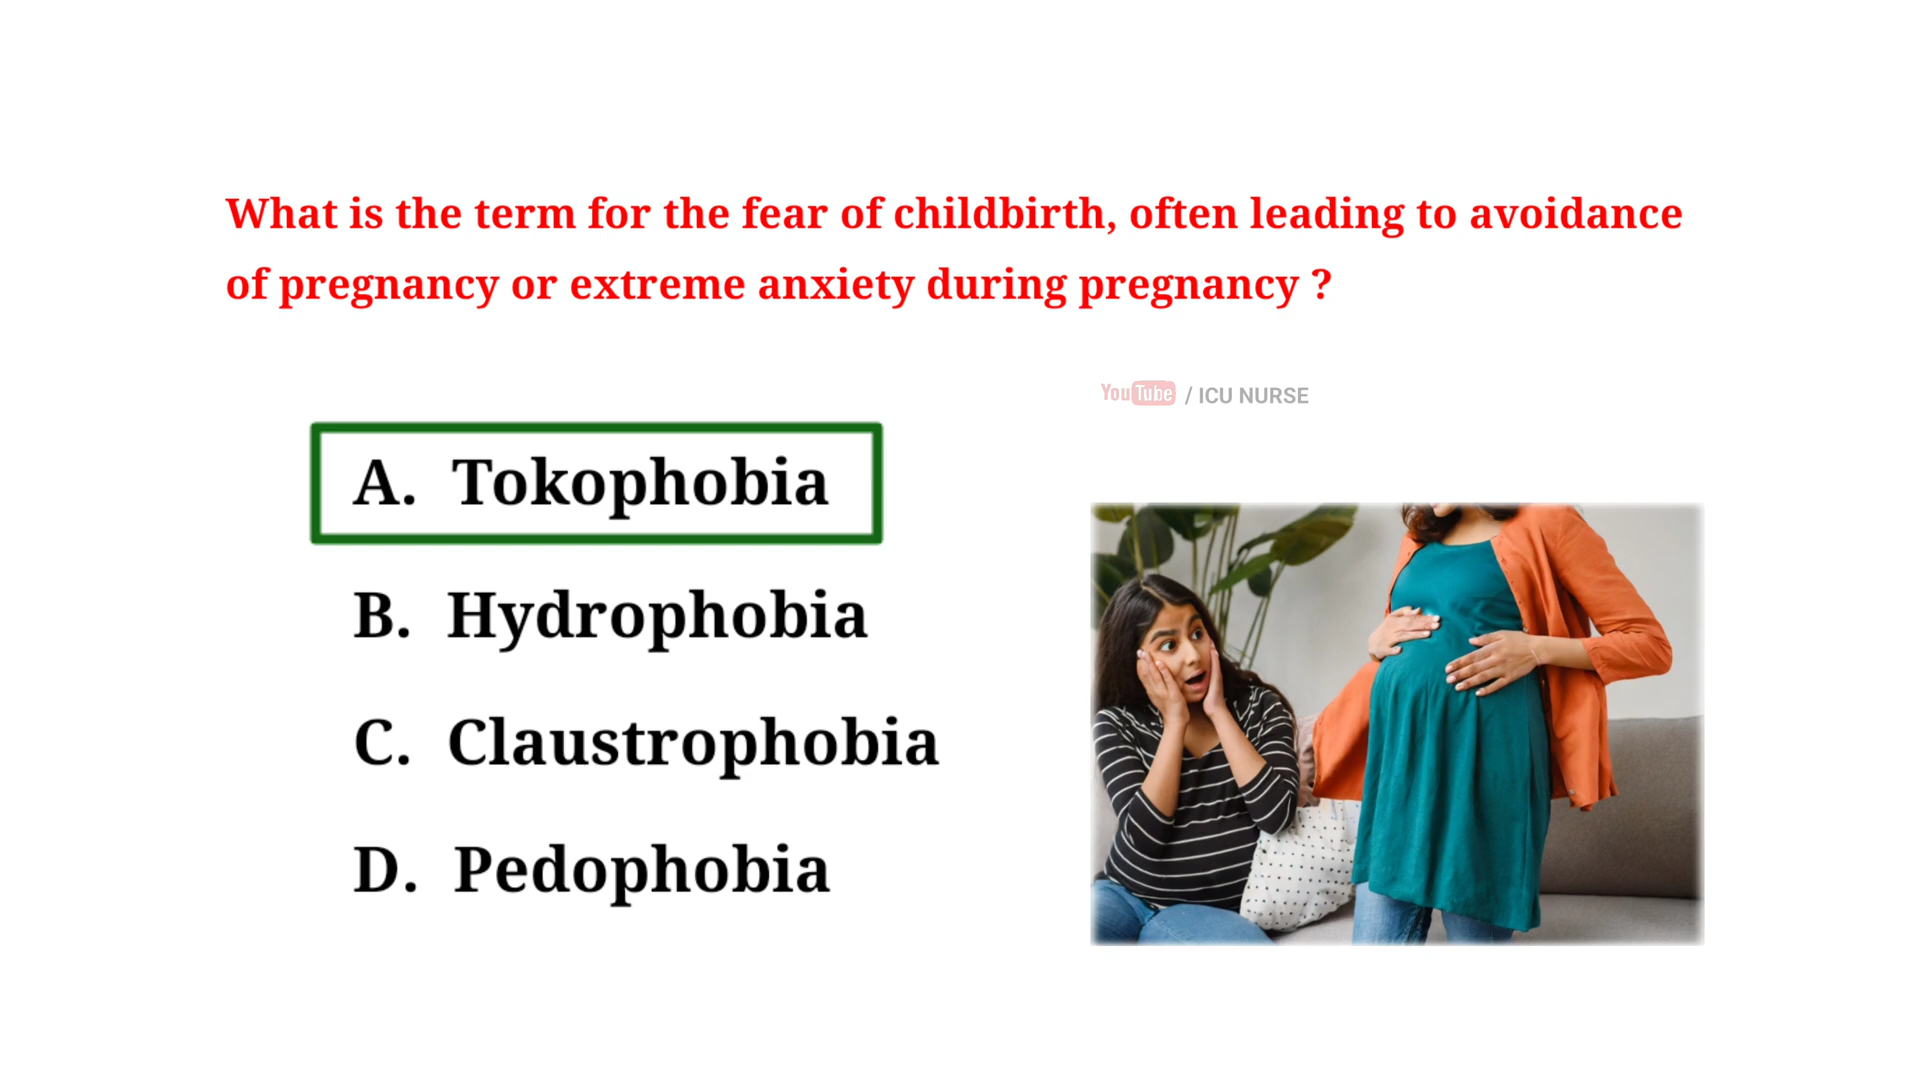 What is the term for the fear of childbirth, often leading to avoidance
of pregnancy or extreme anxiety during pregnancy ?
YouTube / ICU NURSE
A. Tokophobia
B. Hydrophobia
C. Claustrophobia
D. Pedophobia